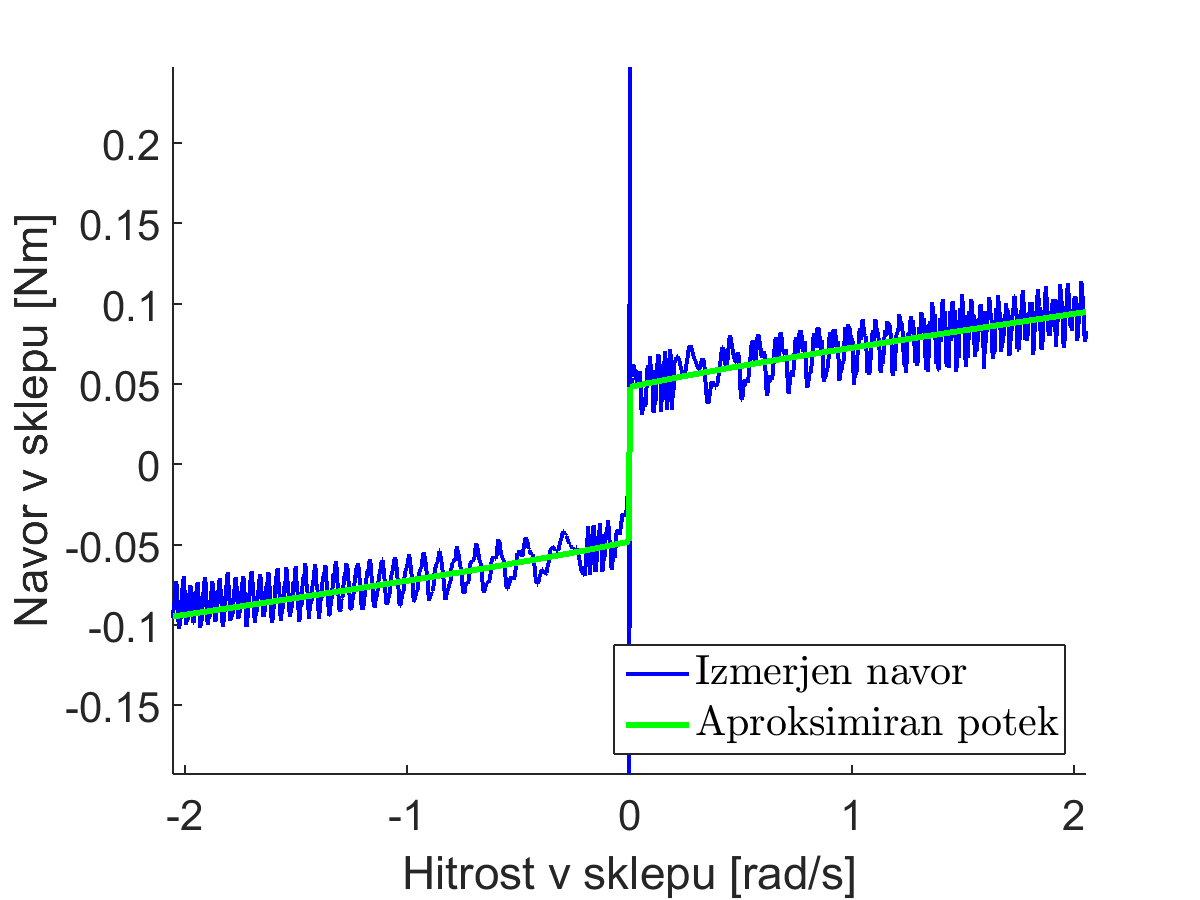 0.2
0.15
0.1
0.05
0
-0.05
-0.1
-0.15
Navor v sklepu [Nm]
Izmerjen navor
Aproksimiran potek
-2 -1 0 1 2
Hitrost v sklepu [rad/s]